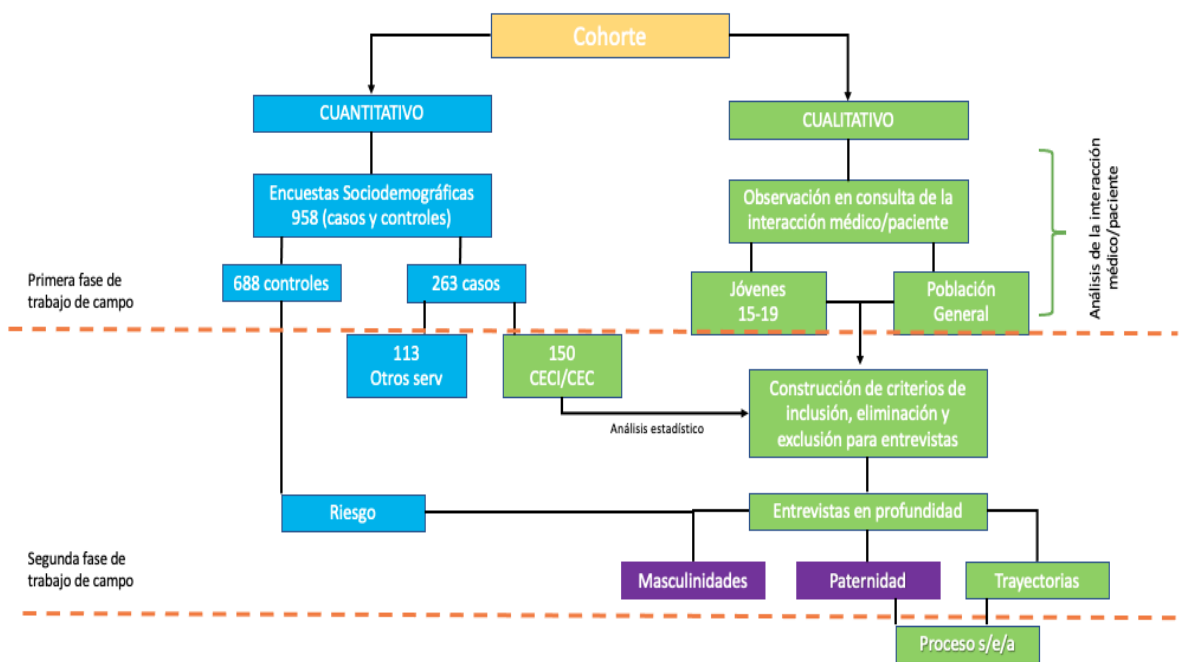 Cohorte
CUANTITATIVO
CUALITATIVO
Encuestas Sociodemográficas
958 (casos y controles)
Observación en consulta de la
interacción médico/paciente
Análisis de la interacción
médico/paciente
Primera fase de
trabajo de campo
688 controles
263 casos
Jóvenes
15-19
Población
General
113
Otros serv
150
CECI/CEC
Análisis estadístico
Construcción de criterios de
inclusión, eliminación y
exclusión para entrevistas
Riesgo
Entrevistas en profundidad
Segunda fase de
trabajo de campo
Masculinidades
Paternidad
Trayectorias
Proceso s/e/a